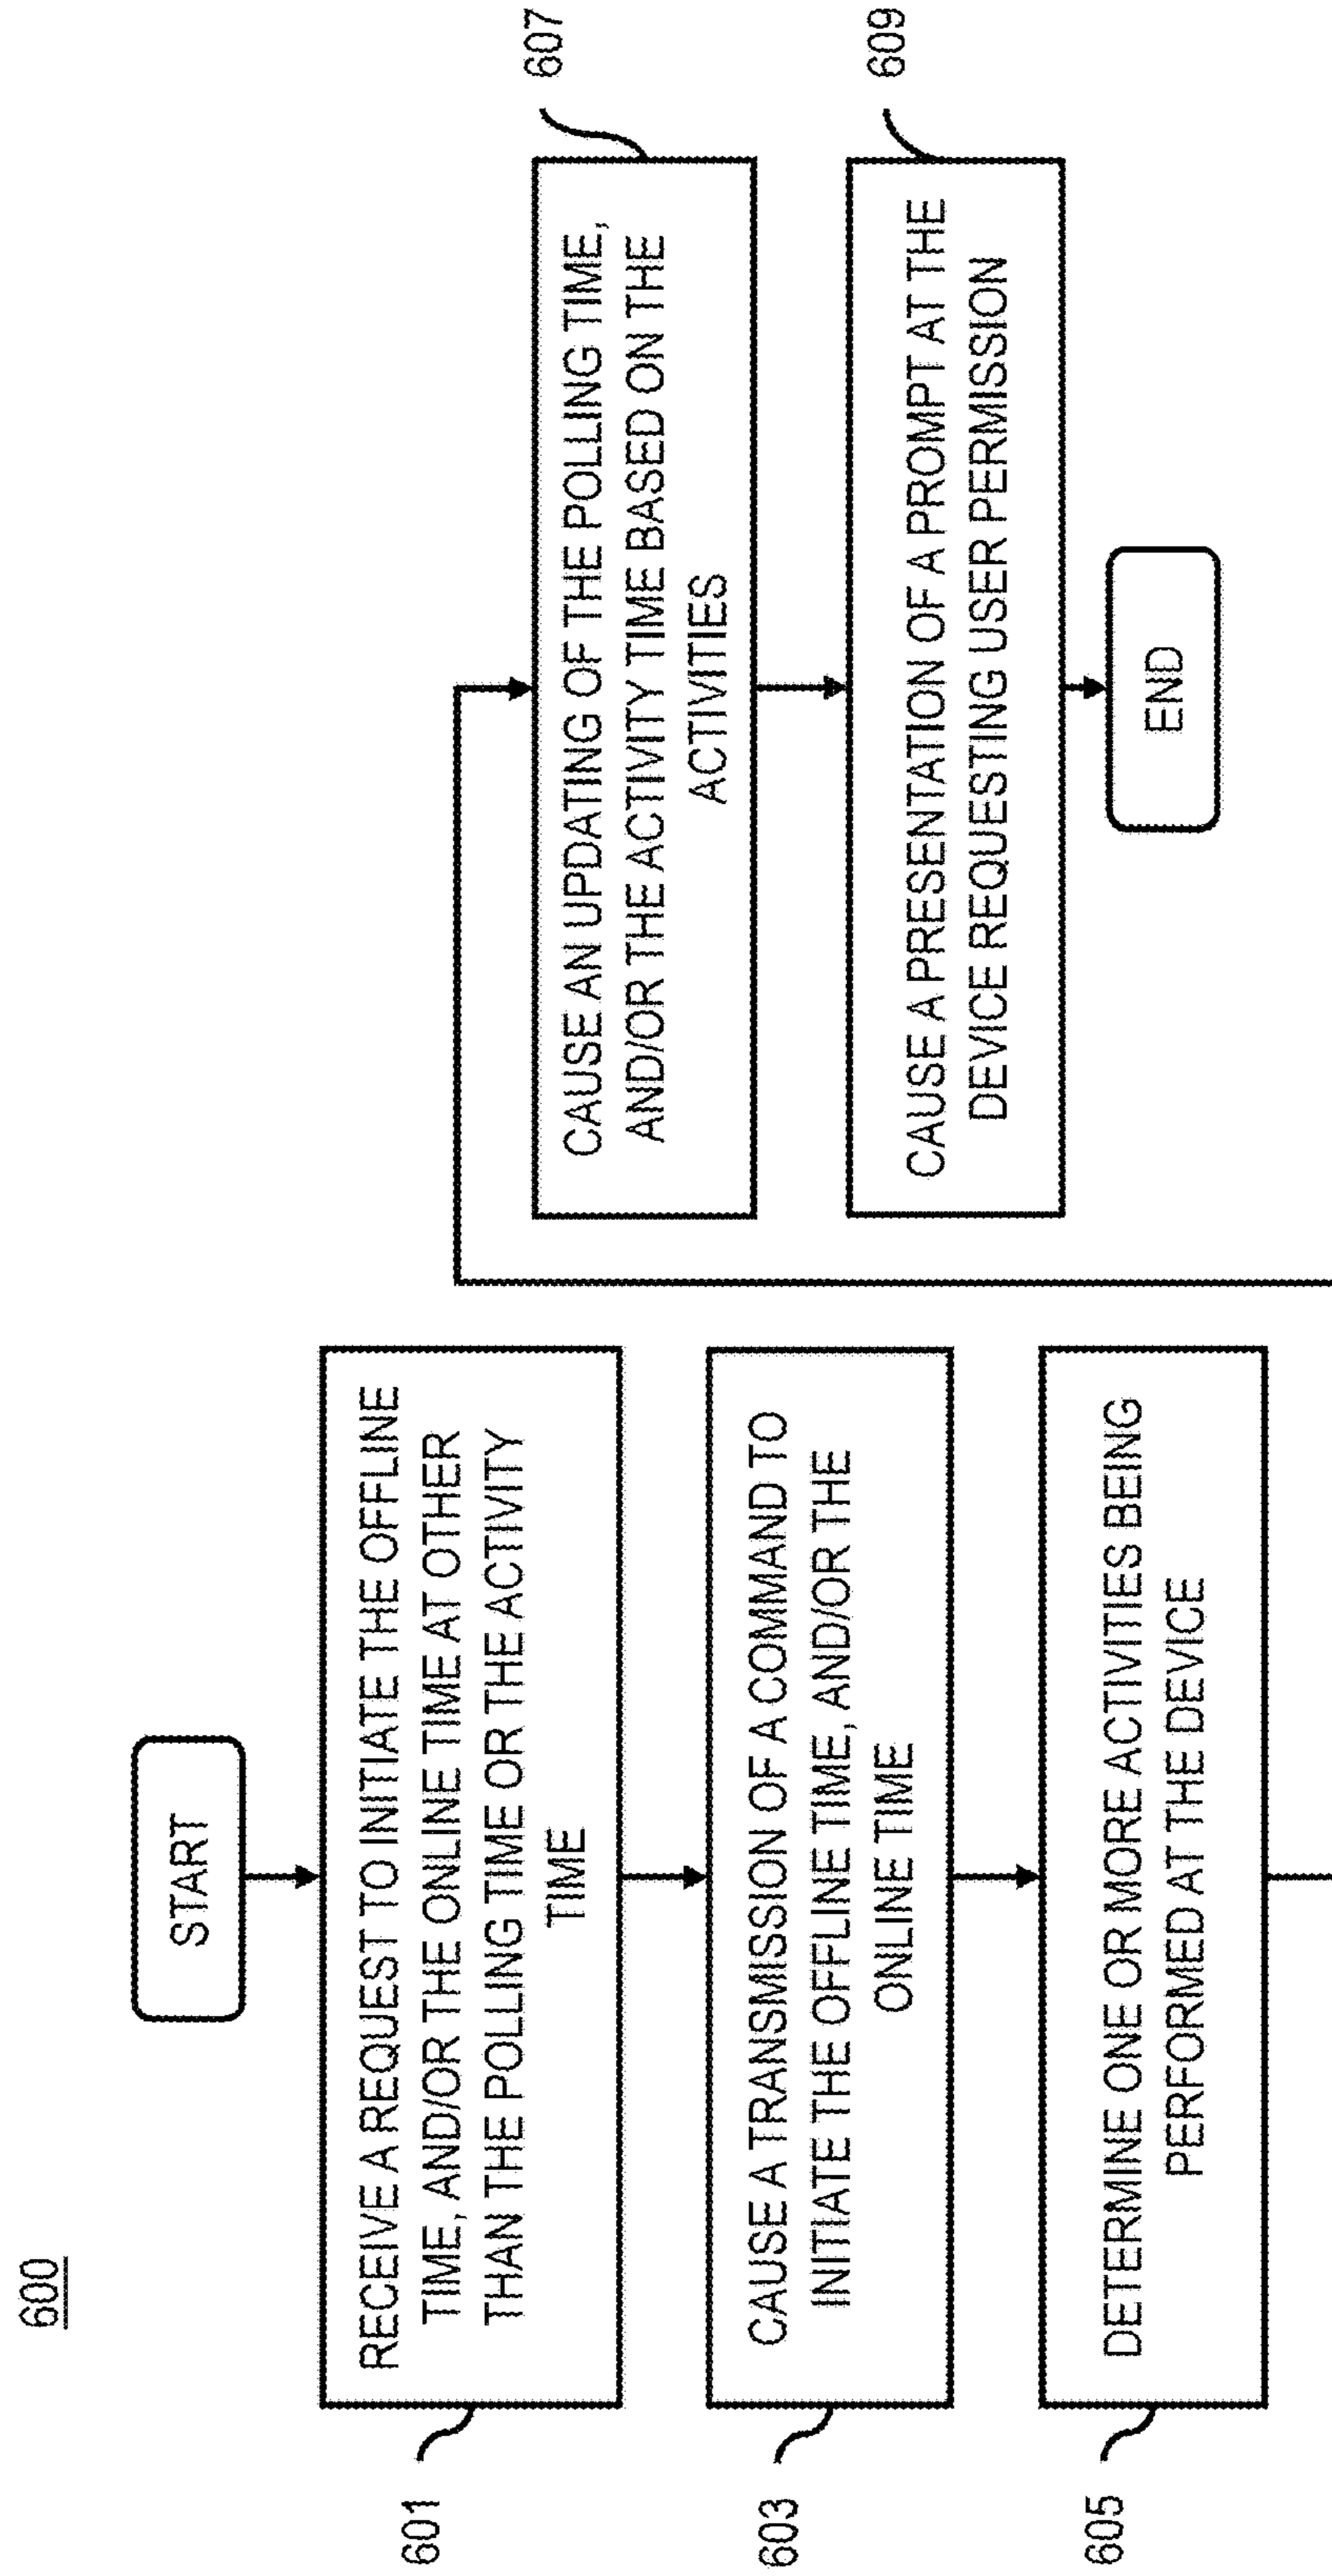 600
START
601
RECEIVE A REQUEST TO INITIATE THE OFFLINE
TIME, AND/OR THE ONLINE TIME AT OTHER
THAN THE POLLING TIME OR THE ACTIVITY
TIME
603
CAUSE A TRANSMISSION OF A COMMAND TO
INITIATE THE OFFLINE TIME, AND/OR THE
ONLINE TIME
605
DETERMINE ONE OR MORE ACTIVITIES BEING
PERFORMED AT THE DEVICE
607
CAUSE AN UPDATING OF THE POLLING TIME,
AND/OR THE ACTIVITY TIME BASED ON THE
ACTIVITIES
609
CAUSE A PRESENTATION OF A PROMPT AT THE
DEVICE REQUESTING USER PERMISSION
END